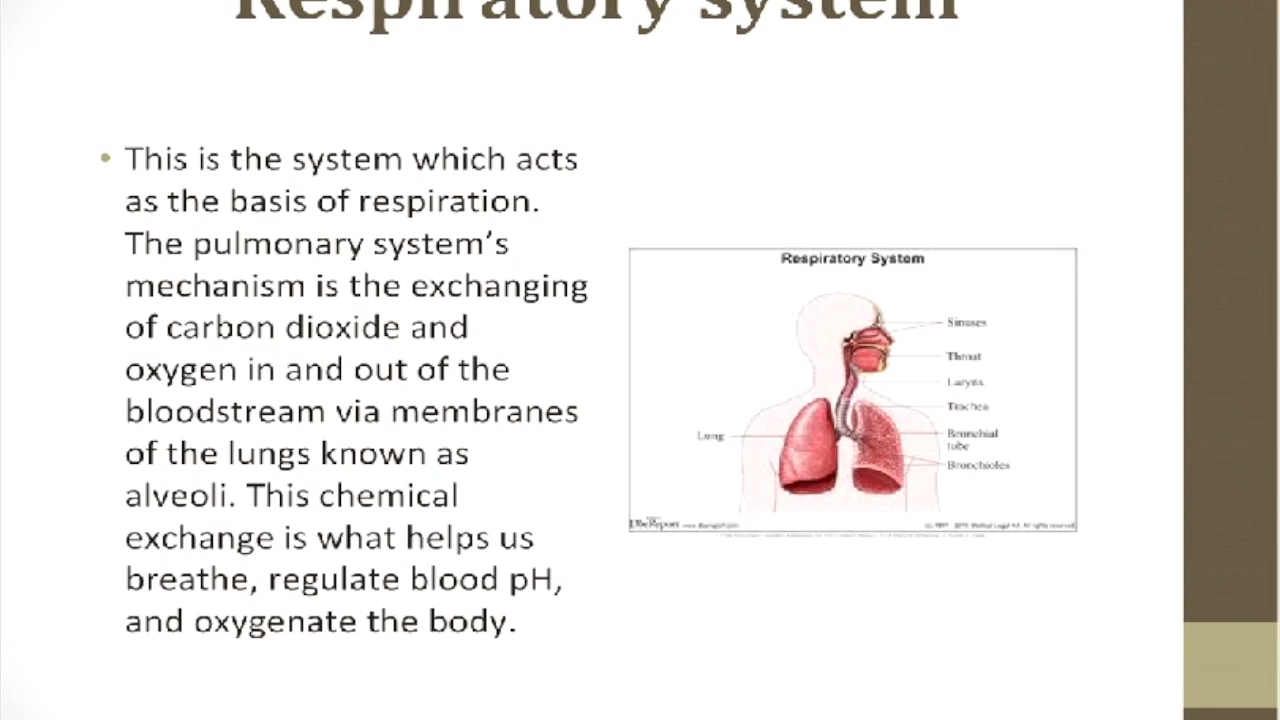 Respiratory system
• This is the system which acts
as the basis of respiration.
The pulmonary system’s
mechanism is the exchanging
of carbon dioxide and
oxygen in and out of the
bloodstream via membranes
of the lungs known as
alveoli. This chemical
exchange is what helps us
breathe, regulate blood pH,
and oxygenate the body.
Respiratory System
Sinuses
Throat
Larynx
Trachea
Lung
Bronchial
tube
Bronchioles